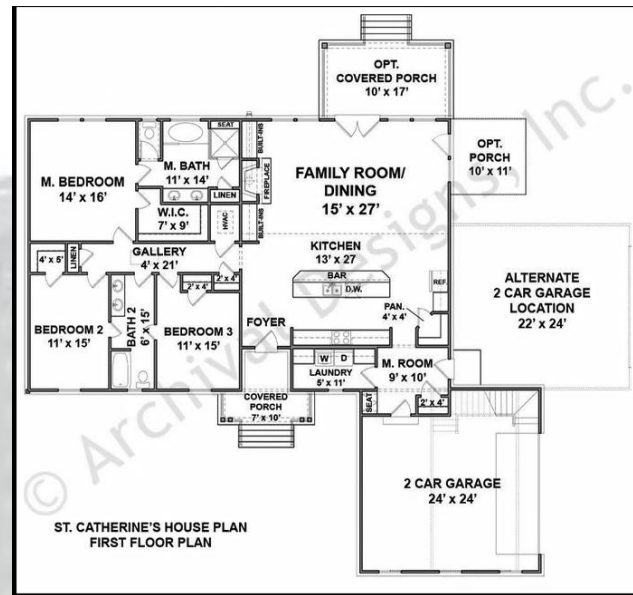 OPT.
COVERED PORCH
10' x 17'
OPT.
PORCH
10' x 11'
SEAT
M. BATH
11' x 14'
BUILT-INS
FIREPLACE
BUILT-INS
M. BEDROOM
14' x 16'
LINEN
W.I.C.
7' x 9'
HVAC
FAMILY ROOM/
DINING
15' x 27'
GALLERY
4' x 21'
4' x 5'
LINEN
2' x 4'
2' x 4'
KITCHEN
13' x 27
BAR
D.W.
REF.
PAN.
4' x 4'
ALTERNATE
2 CAR GARAGE
LOCATION
22' x 24'
BEDROOM 2
11' x 15'
BATH 2
6' x 15'
BEDROOM 3
11' x 15'
FOYER
W D
LAUNDRY
5' x 11'
M. ROOM
9' x 10'
SEAT
2' x 4'
COVERED
PORCH
7' x 10'
2 CAR GARAGE
24' x 24'
ST. CATHERINE'S HOUSE PLAN
FIRST FLOOR PLAN
© Archival Designs, Inc.